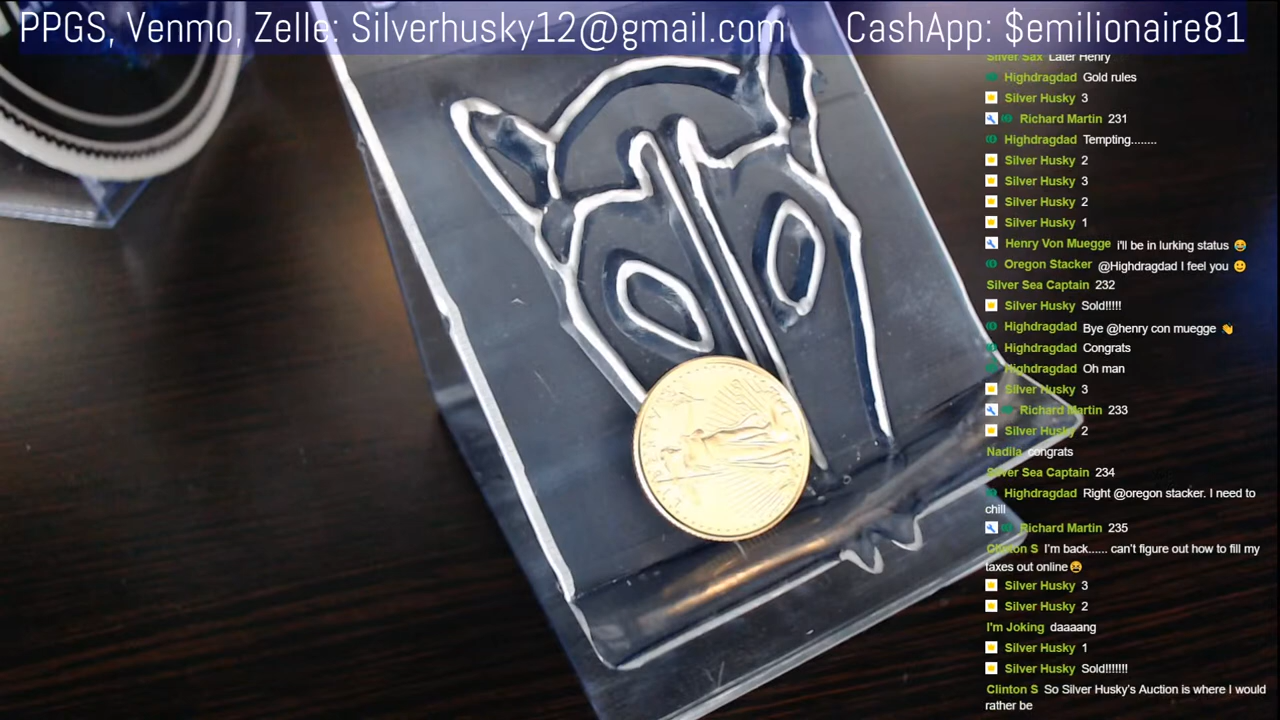 PPGS, Venmo, Zelle: Silverhusky12@gmail.com CashApp: $emilionaire81
Silver Sax Later Henry
Highdragdad Gold rules
Silver Husky 3
Richard Martin 231
Highdragdad Tempting........
Silver Husky 2
Silver Husky 3
Silver Husky 2
Silver Husky 1
Henry Von Muegge i'll be in lurking status 😂
Oregon Stacker @Highdragdad I feel you 🙂
Silver Sea Captain 232
Silver Husky Sold!!!!!
Highdragdad Bye @henry con muegge 👋
Highdragdad Congrats
Highdragdad Oh man
Silver Husky 3
Richard Martin 233
Silver Husky 2
Nadila congrats
Silver Sea Captain 234
Highdragdad Right @oregon stacker. I need to
chill
Richard Martin 235
Clinton S I'm back...... can't figure out how to fill my
taxes out online😫
Silver Husky 3
Silver Husky 2
I'm Joking daaaang
Silver Husky 1
Silver Husky Sold!!!!!!!
Clinton S So Silver Husky's Auction is where I would
rather be